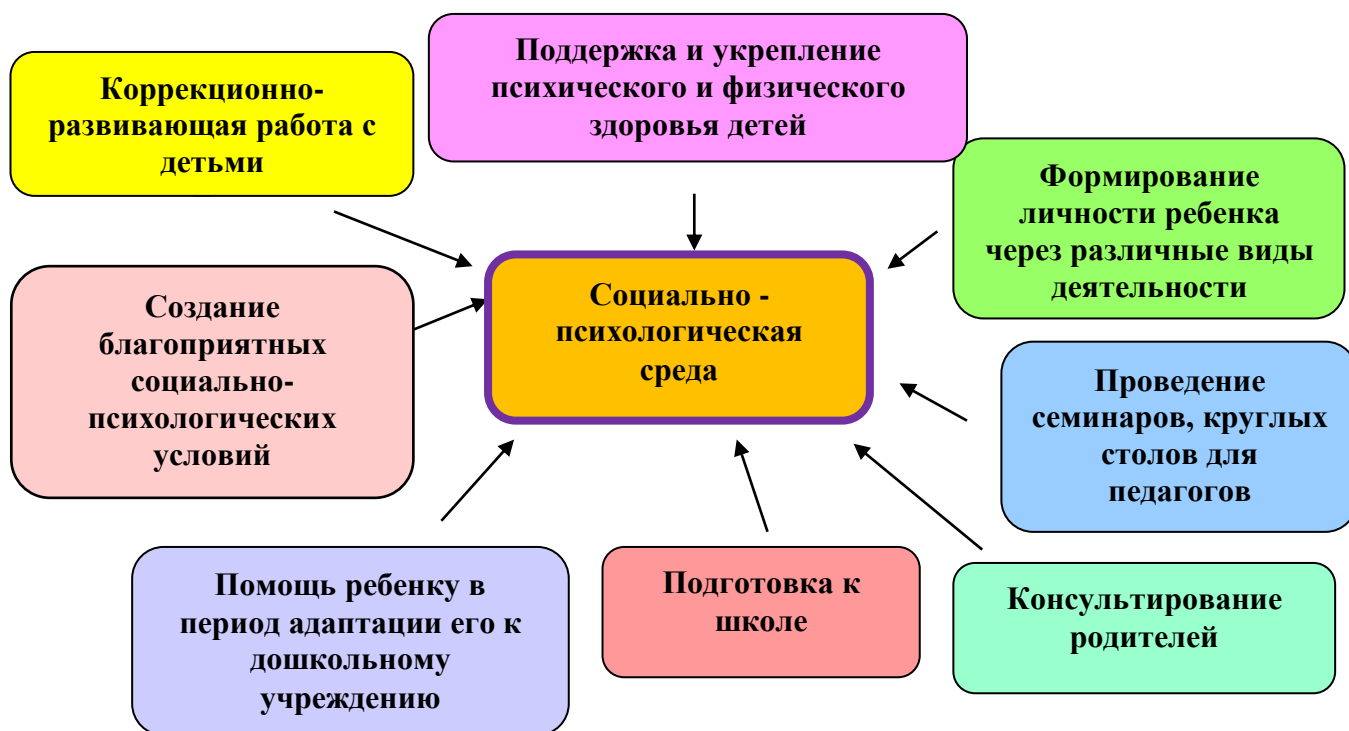 Поддержка и укрепление
психического и физического
здоровья детей
Коррекционно-
развивающая работа с
детьми
Формирование
личности ребенка
через различные виды
деятельности
Социально -
психологическая
среда
Создание
благоприятных
социально-
психологических
условий
Проведение
семинаров, круглых
столов для
педагогов
Помощь ребенку в
период адаптации его к
дошкольному
учреждению
Подготовка к
школе
Консультирование
родителей